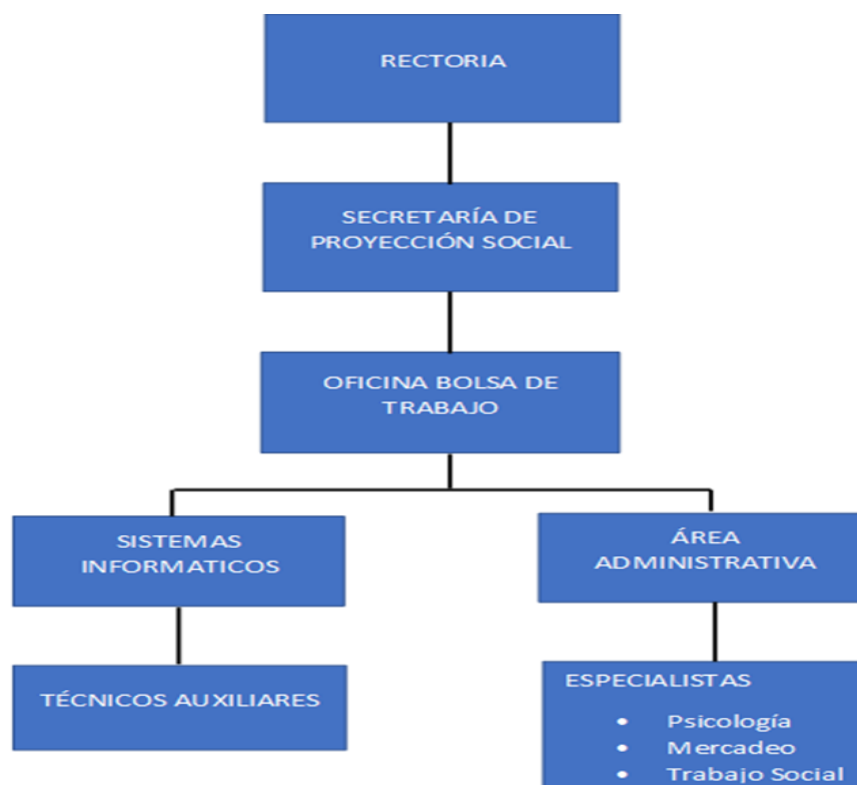 RECTORIA
SECRETARÍA DE
PROYECCIÓN SOCIAL
OFICINA BOLSA DE
TRABAJO
SISTEMAS
INFORMATICOS
ÁREA
ADMINISTRATIVA
TÉCNICOS AUXILIARES
ESPECIALISTAS
• Psicología
• Mercadeo
• Trabajo Social